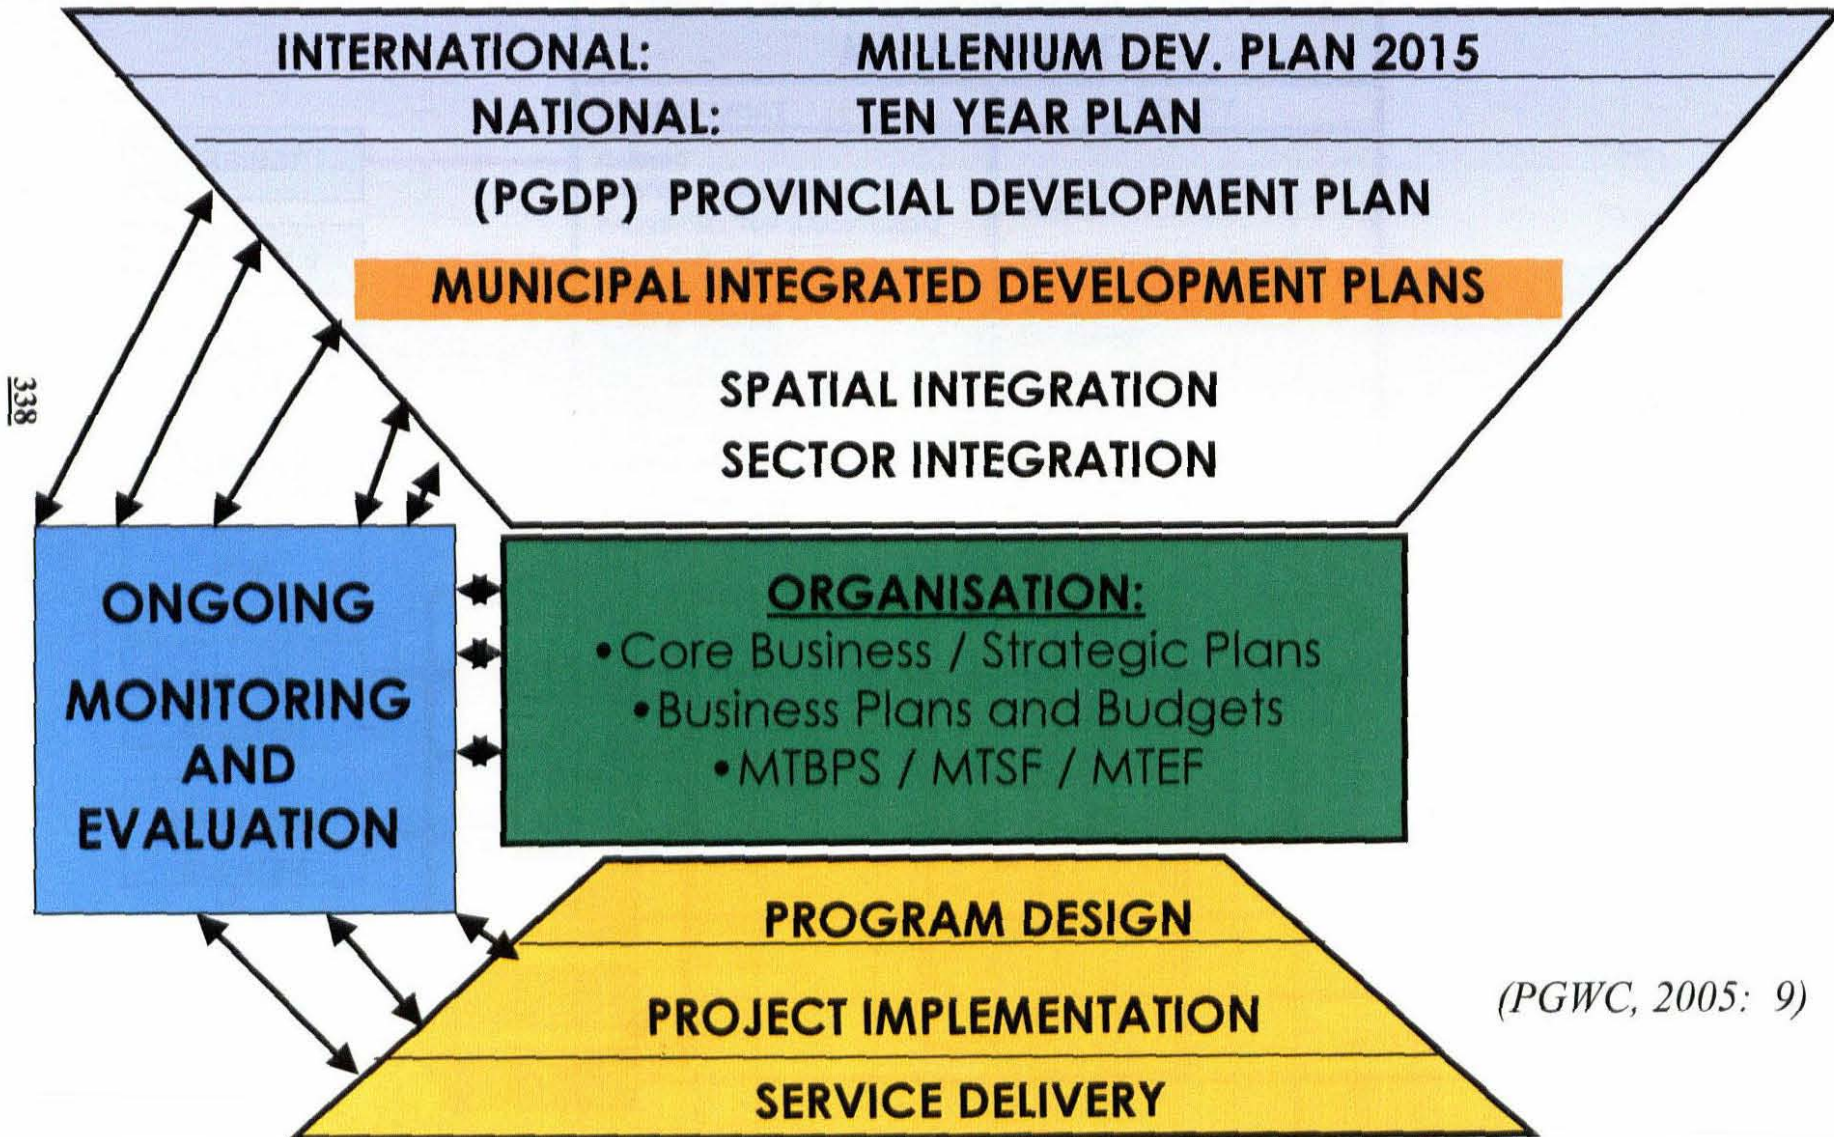 INTERNATIONAL: MILLENIUM DEV. PLAN 2015
NATIONAL: TEN YEAR PLAN
(PGDP) PROVINCIAL DEVELOPMENT PLAN
MUNICIPAL INTEGRATED DEVELOPMENT PLANS
SPATIAL INTEGRATION
SECTOR INTEGRATION
338
ONGOING
MONITORING
AND
EVALUATION
ORGANISATION:
•Core Business / Strategic Plans
•Business Plans and Budgets
•MTBPS / MTSF / MTEF
PROGRAM DESIGN
PROJECT IMPLEMENTATION
SERVICE DELIVERY
(PGWC, 2005: 9)